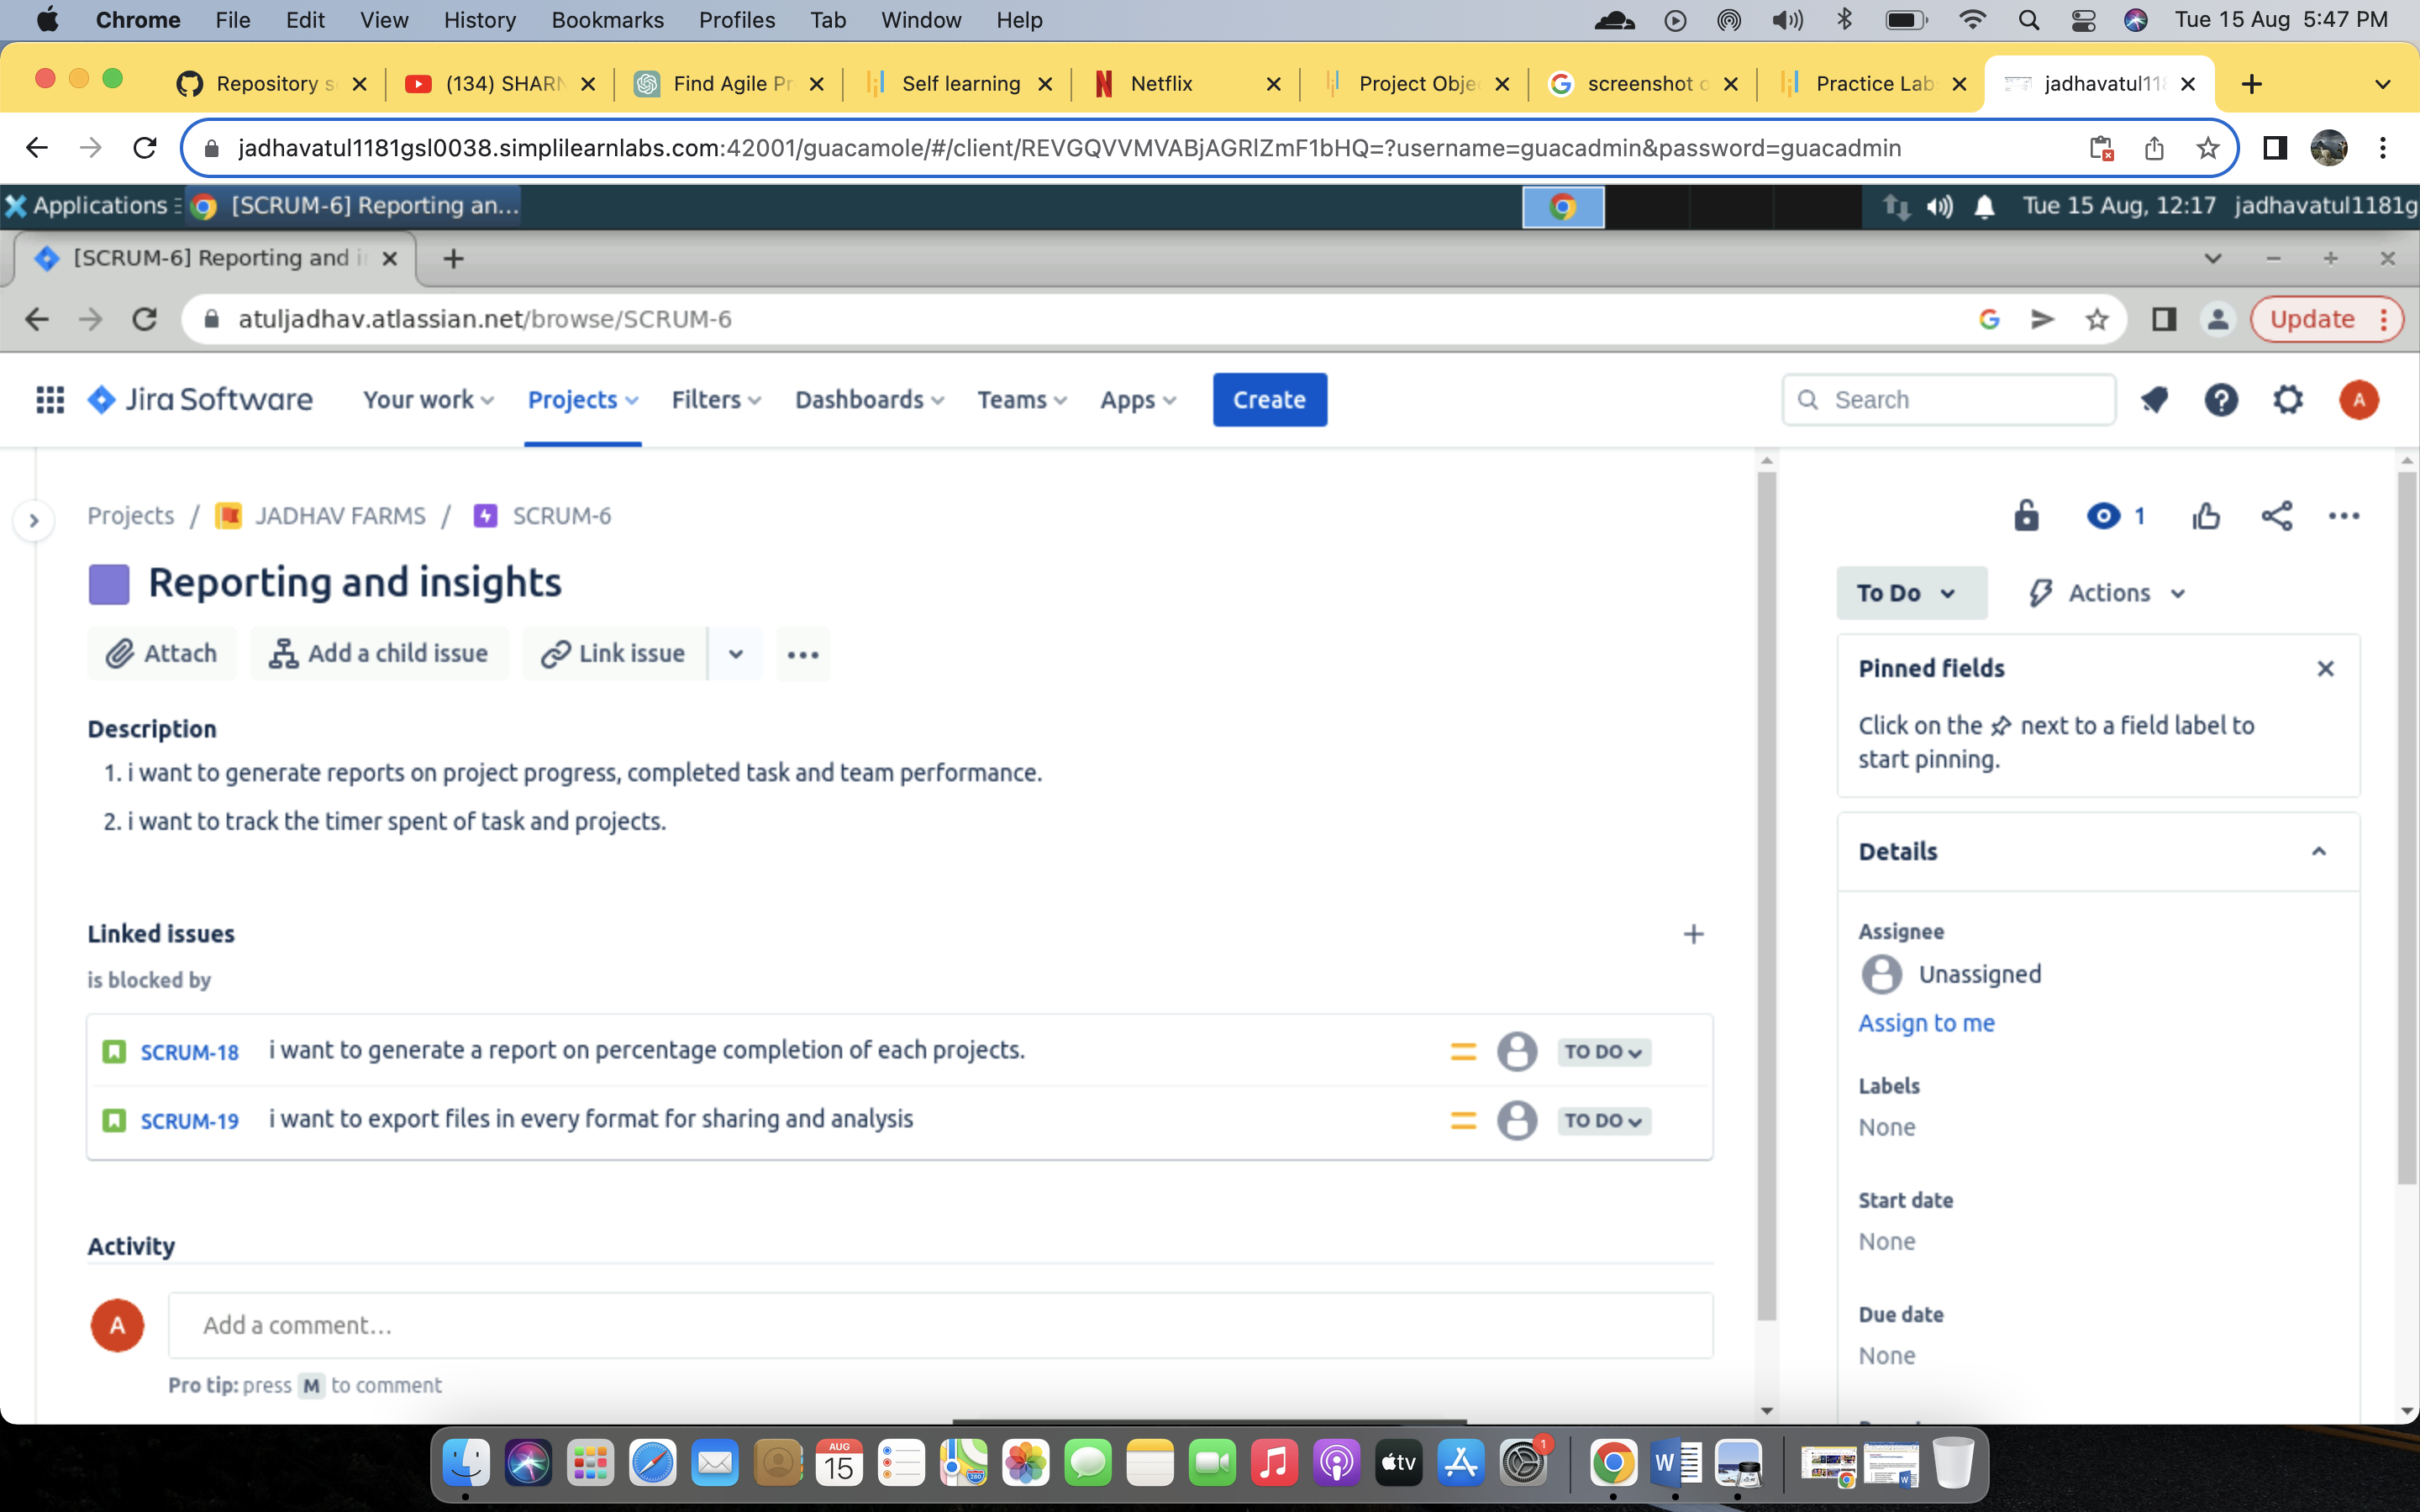 Chrome File Edit View History Bookmarks Profiles Tab Window Help Tue 15 Aug 5:47 PM
Repository s (134) SHARN Find Agile Pr Self learning Netflix Project Obje screenshot o Practice Lab jadhavatul118
jadhavatul1181gsl0038.simplilearnlabs.com:42001/guacamole/#/client/REVGQVVMVABjAGRlZmF1bHQ=?username=guacadmin&password=guacadmin
Applications [SCRUM-6] Reporting an... Tue 15 Aug, 12:17 jadhavatul1181g
[SCRUM-6] Reporting and i
atuljadhav.atlassian.net/browse/SCRUM-6 Update
Jira Software Your work Projects Filters Dashboards Teams Apps Create Search A
Projects / JADHAV FARMS / SCRUM-6 1
Reporting and insights
To Do Actions
Attach Add a child issue Link issue
Pinned fields
Click on the next to a field label to
start pinning.
Description
1. i want to generate reports on project progress, completed task and team performance.
2. i want to track the timer spent of task and projects.
Details
Linked issues
is blocked by
SCRUM-18 i want to generate a report on percentage completion of each projects. TO DO
SCRUM-19 i want to export files in every format for sharing and analysis TO DO
Assignee
Unassigned
Assign to me
Labels
None
Start date
None
Due date
None
Activity
A Add a comment...
Pro tip: press M to comment
AUG
15
280
tv
1
W
W